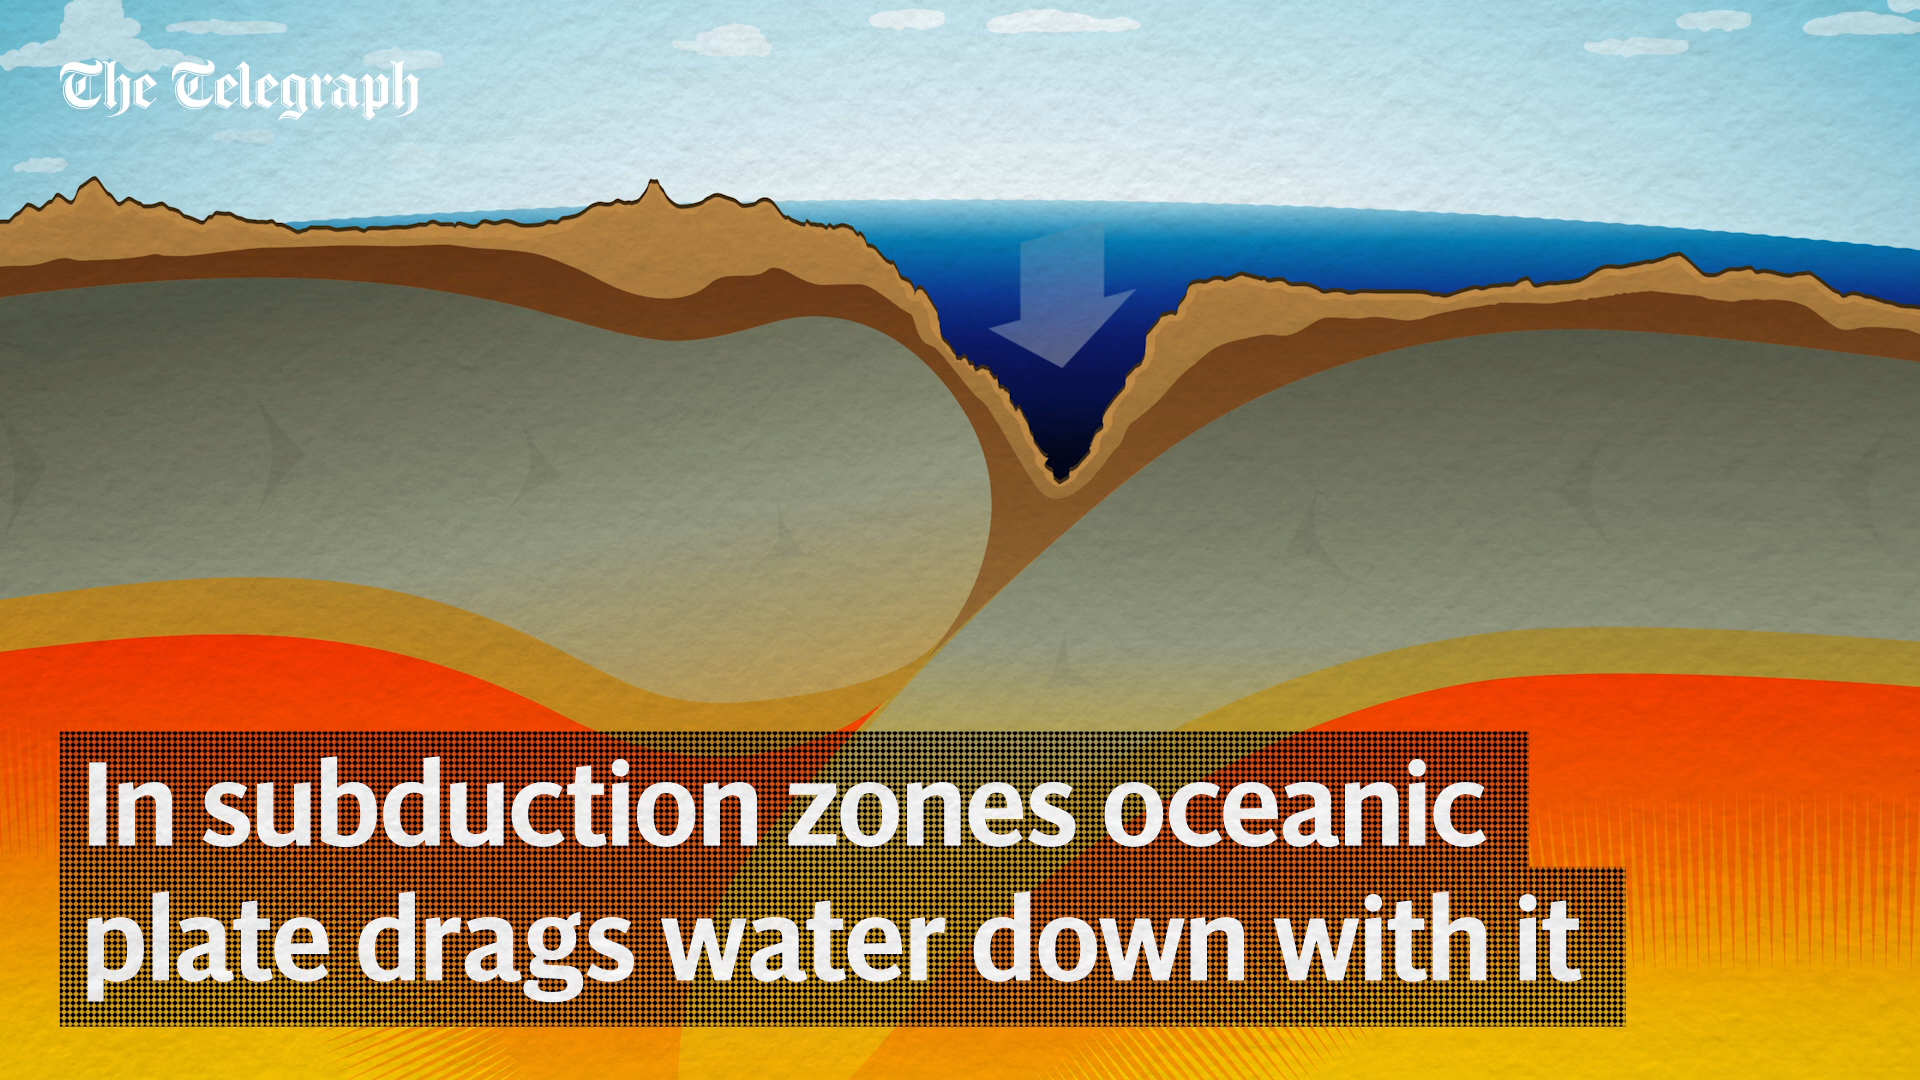 The Telegraph
In subduction zones oceanic
plate drags water down with it